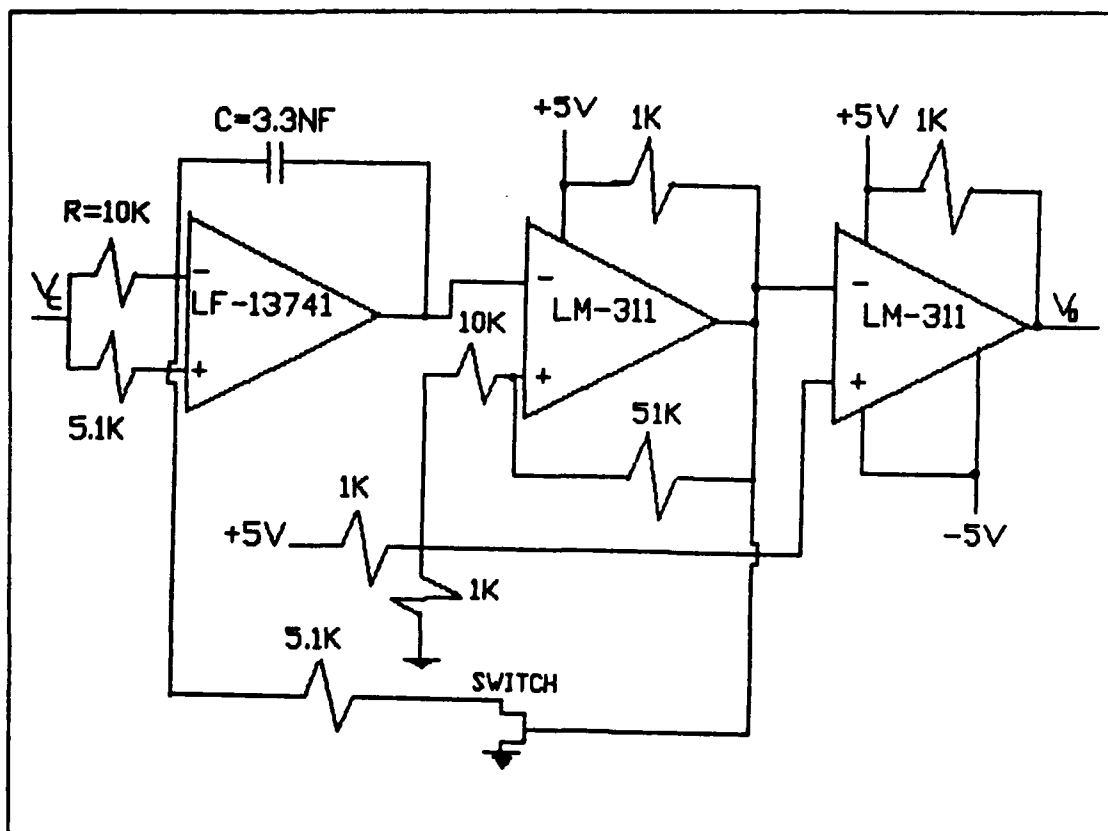 C=3.3NF
+5V
1K
+5V
1K
R=10K
Vc
-
LF-13741
+
5.1K
-
LM-311
+
10K
51K
-
LM-311
+
Vo
-5V
1K
+5V
1K
5.1K
SWITCH